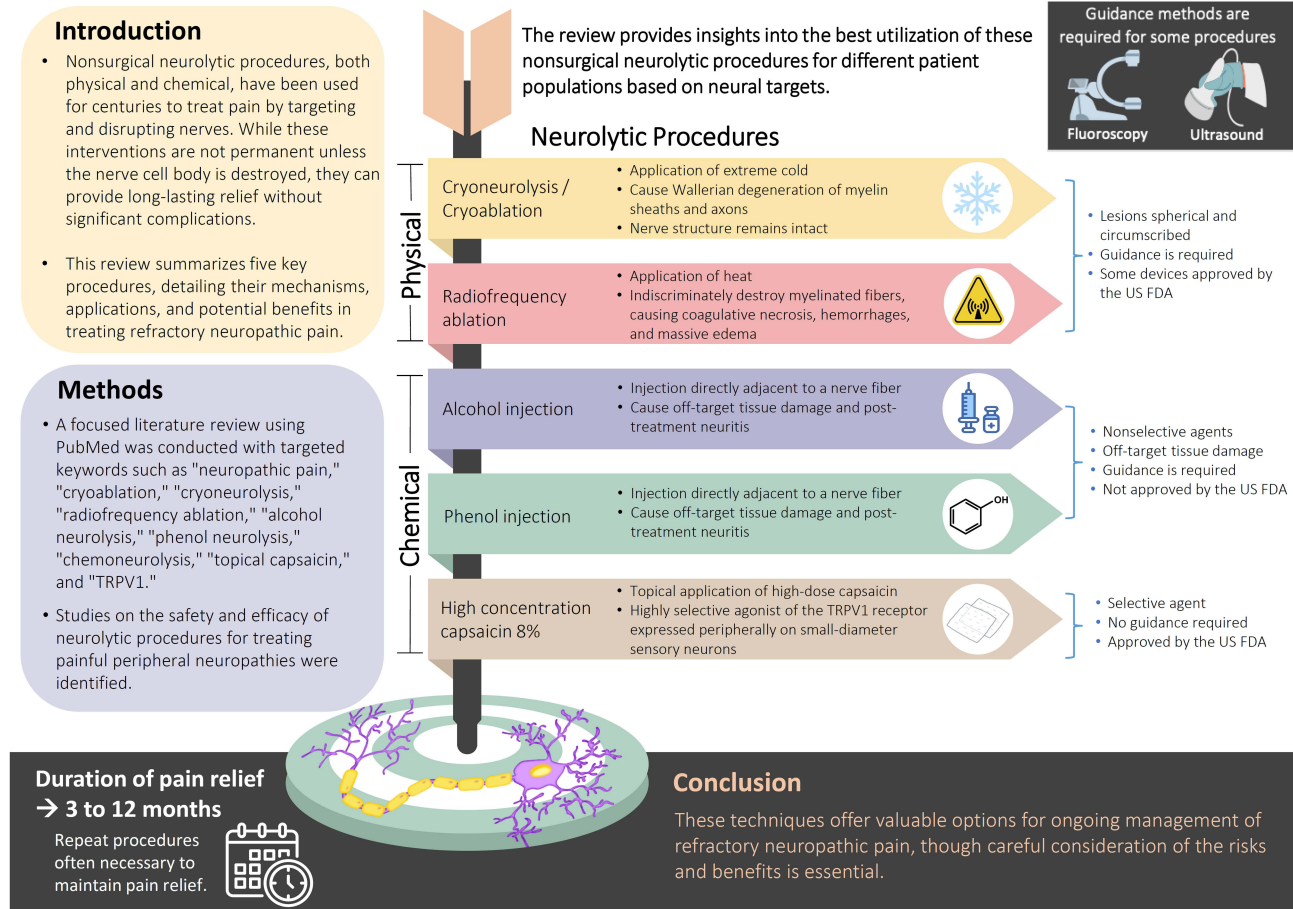 Introduction
• Nonsurgical neurolytic procedures, both
physical and chemical, have been used
for centuries to treat pain by targeting
and disrupting nerves. While these
interventions are not permanent unless
the nerve cell body is destroyed, they can
provide long-lasting relief without
significant complications.
• This review summarizes five key
procedures, detailing their mechanisms,
applications, and potential benefits in
treating refractory neuropathic pain.
Methods
• A focused literature review using
PubMed was conducted with targeted
keywords such as "neuropathic pain,"
"cryoablation," "cryoneurolysis,"
"radiofrequency ablation," "alcohol
neurolysis," "phenol neurolysis,"
"chemoneurolysis," "topical capsaicin,"
and "TRPV1."
• Studies on the safety and efficacy of
neurolytic procedures for treating
painful peripheral neuropathies were
identified.
The review provides insights into the best utilization of these
nonsurgical neurolytic procedures for different patient
populations based on neural targets.
Guidance methods are
required for some procedures
Fluoroscopy
Ultrasound
Neurolytic Procedures
Physical
Cryoneurolysis /
Cryoablation
• Application of extreme cold
• Cause Wallerian degeneration of myelin
sheaths and axons
• Nerve structure remains intact
Radiofrequency
ablation
• Application of heat
• Indiscriminately destroy myelinated fibers,
causing coagulative necrosis, hemorrhages,
and massive edema
• Lesions spherical and
circumscribed
• Guidance is required
• Some devices approved by
the US FDA
Chemical
Alcohol injection
• Injection directly adjacent to a nerve fiber
• Cause off-target tissue damage and post-
treatment neuritis
Phenol injection
• Injection directly adjacent to a nerve fiber
• Cause off-target tissue damage and post-
treatment neuritis
OH
• Nonselective agents
• Off-target tissue damage
• Guidance is required
• Not approved by the US FDA
High concentration
capsaicin 8%
• Topical application of high-dose capsaicin
• Highly selective agonist of the TRPV1 receptor
expressed peripherally on small-diameter
sensory neurons
• Selective agent
• No guidance required
• Approved by the US FDA
Duration of pain relief
→ 3 to 12 months
Repeat procedures
often necessary to
maintain pain relief.
Conclusion
These techniques offer valuable options for ongoing management of
refractory neuropathic pain, though careful consideration of the risks
and benefits is essential.